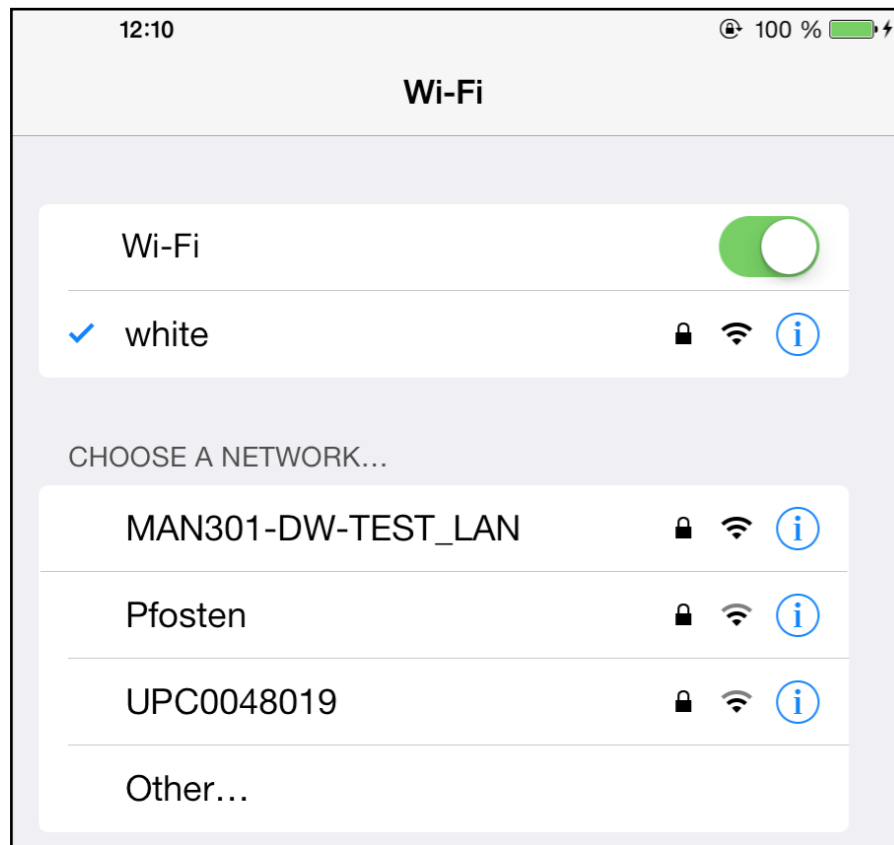 12:10 100 %
Wi-Fi
Wi-Fi
white
CHOOSE A NETWORK...
MAN301-DW-TEST_LAN
Pfosten
UPC0048019
Other...